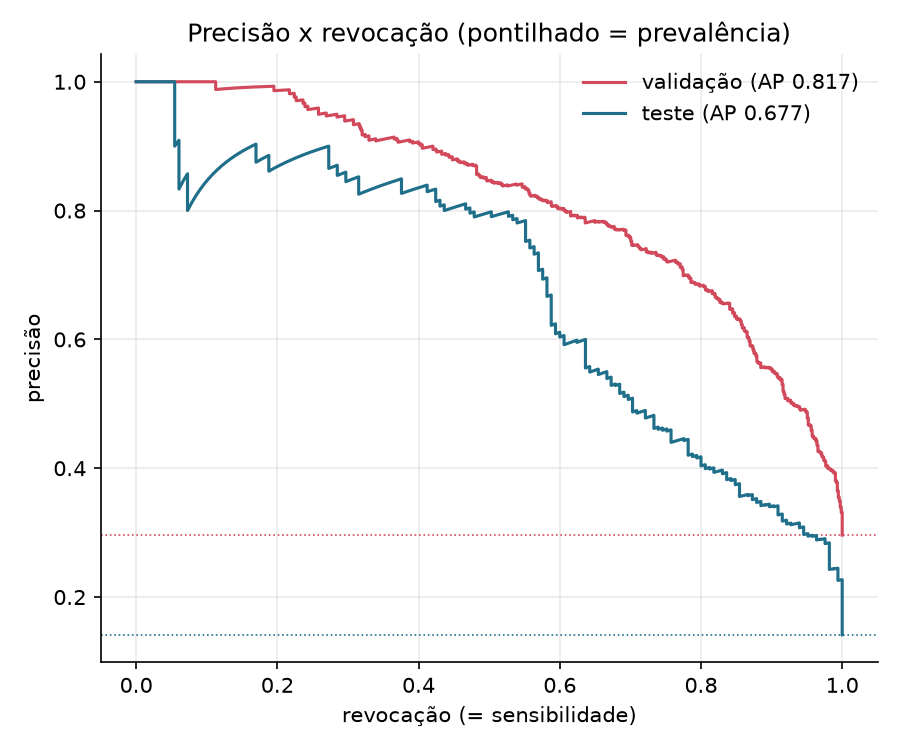 Precisão x revocação (pontilhado = prevalência)
validação (AP 0.817)
teste (AP 0.677)
precisão
1.0
0.8
0.6
0.4
0.2
0.0
0.2
0.4
0.6
0.8
1.0
revocação (= sensibilidade)